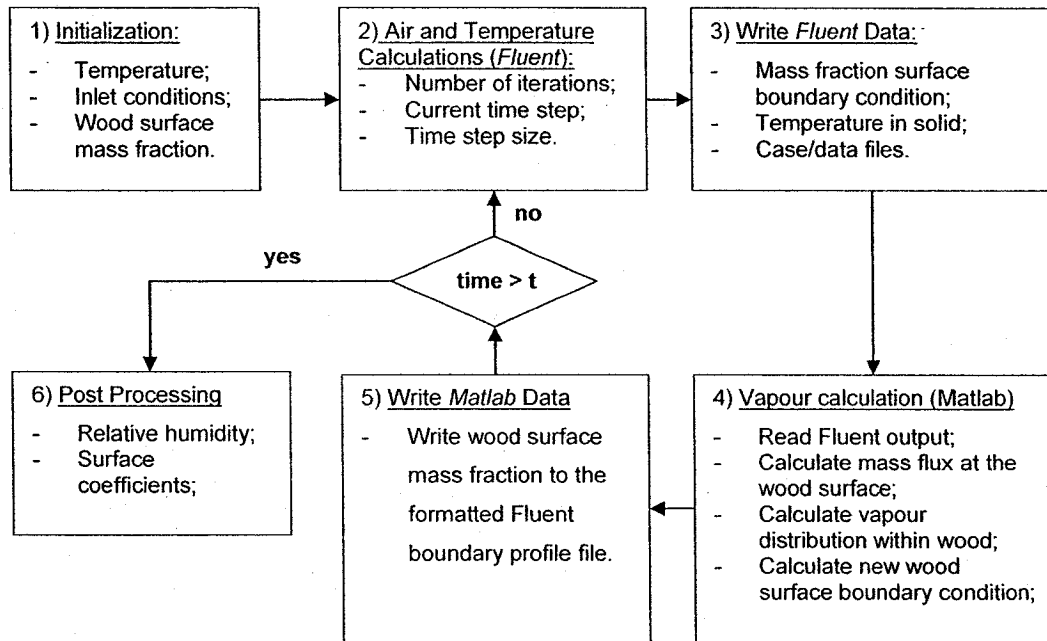 1) Initialization:
- Temperature;
- Inlet conditions;
- Wood surface
mass fraction.
2) Air and Temperature
Calculations (Fluent):
- Number of iterations;
- Current time step;
- Time step size.
3) Write Fluent Data:
- Mass fraction surface
boundary condition;
- Temperature in solid;
- Case/data files.
no
yes
time > t
6) Post Processing
- Relative humidity;
- Surface
coefficients;
5) Write Matlab Data
- Write wood surface
mass fraction to the
formatted Fluent
boundary profile file.
4) Vapour calculation (Matlab)
- Read Fluent output;
- Calculate mass flux at the
wood surface;
- Calculate vapour
distribution within wood;
- Calculate new wood
surface boundary condition;